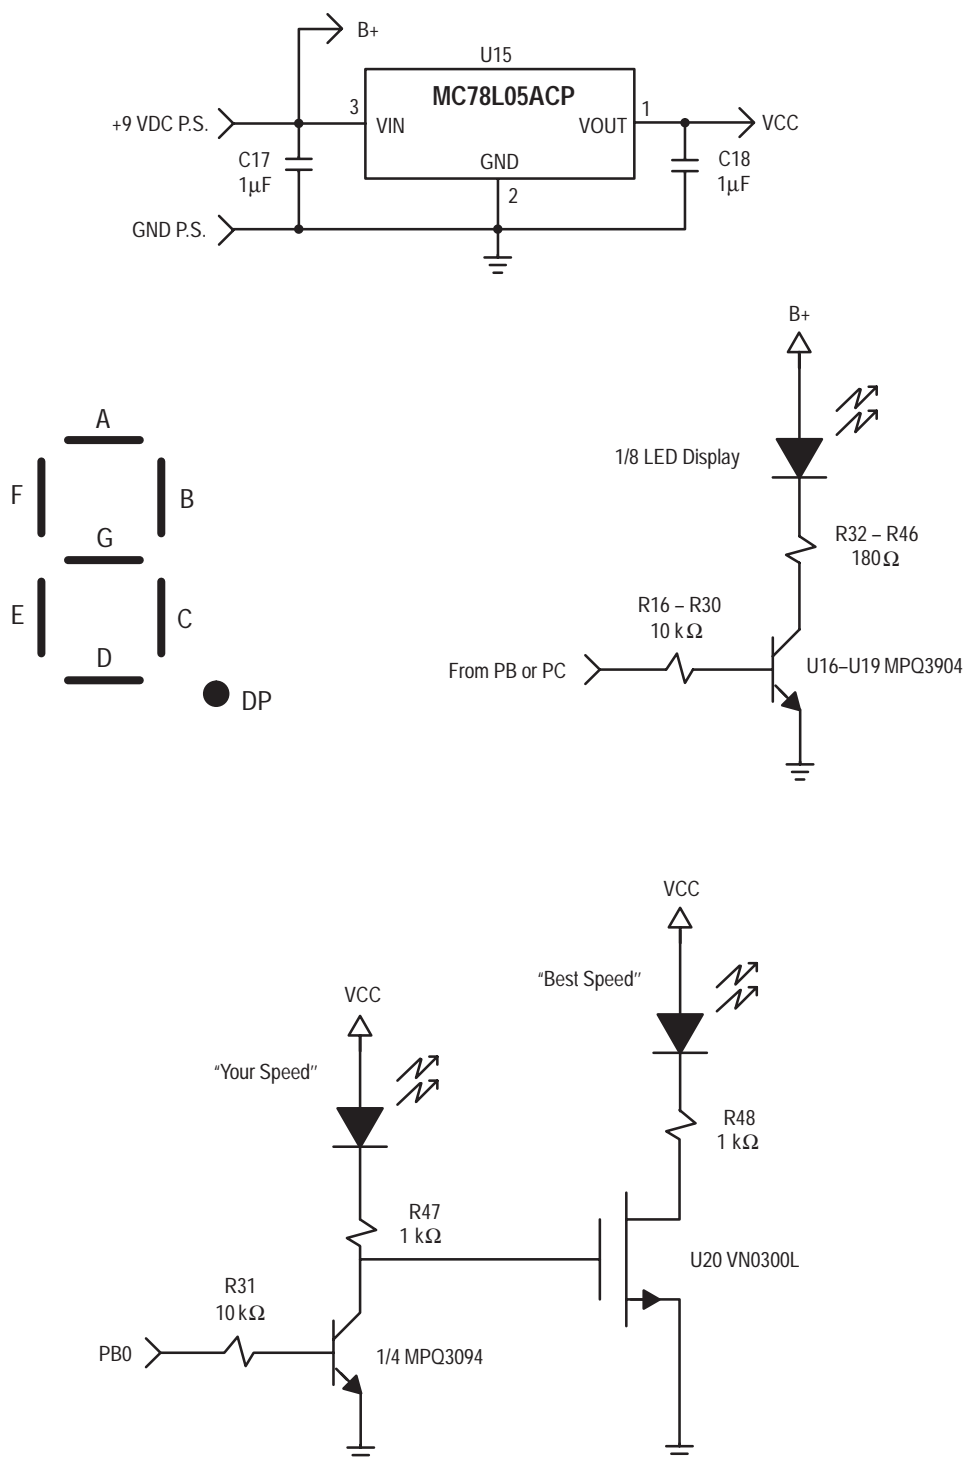 B+
U15
MC78L05ACP
+9 VDC P.S.
3
VIN
VOUT
1
VCC
C17
1µF
GND
2
C18
1µF
GND P.S.
B+
1/8 LED Display
A
F
B
G
E
C
D
DP
R32 – R46
180Ω
R16 – R30
10 kΩ
From PB or PC
U16–U19 MPQ3904
VCC
"Best Speed"
VCC
"Your Speed"
R48
1 kΩ
R47
1 kΩ
U20 VN0300L
R31
10 kΩ
PB0
1/4 MPQ3094